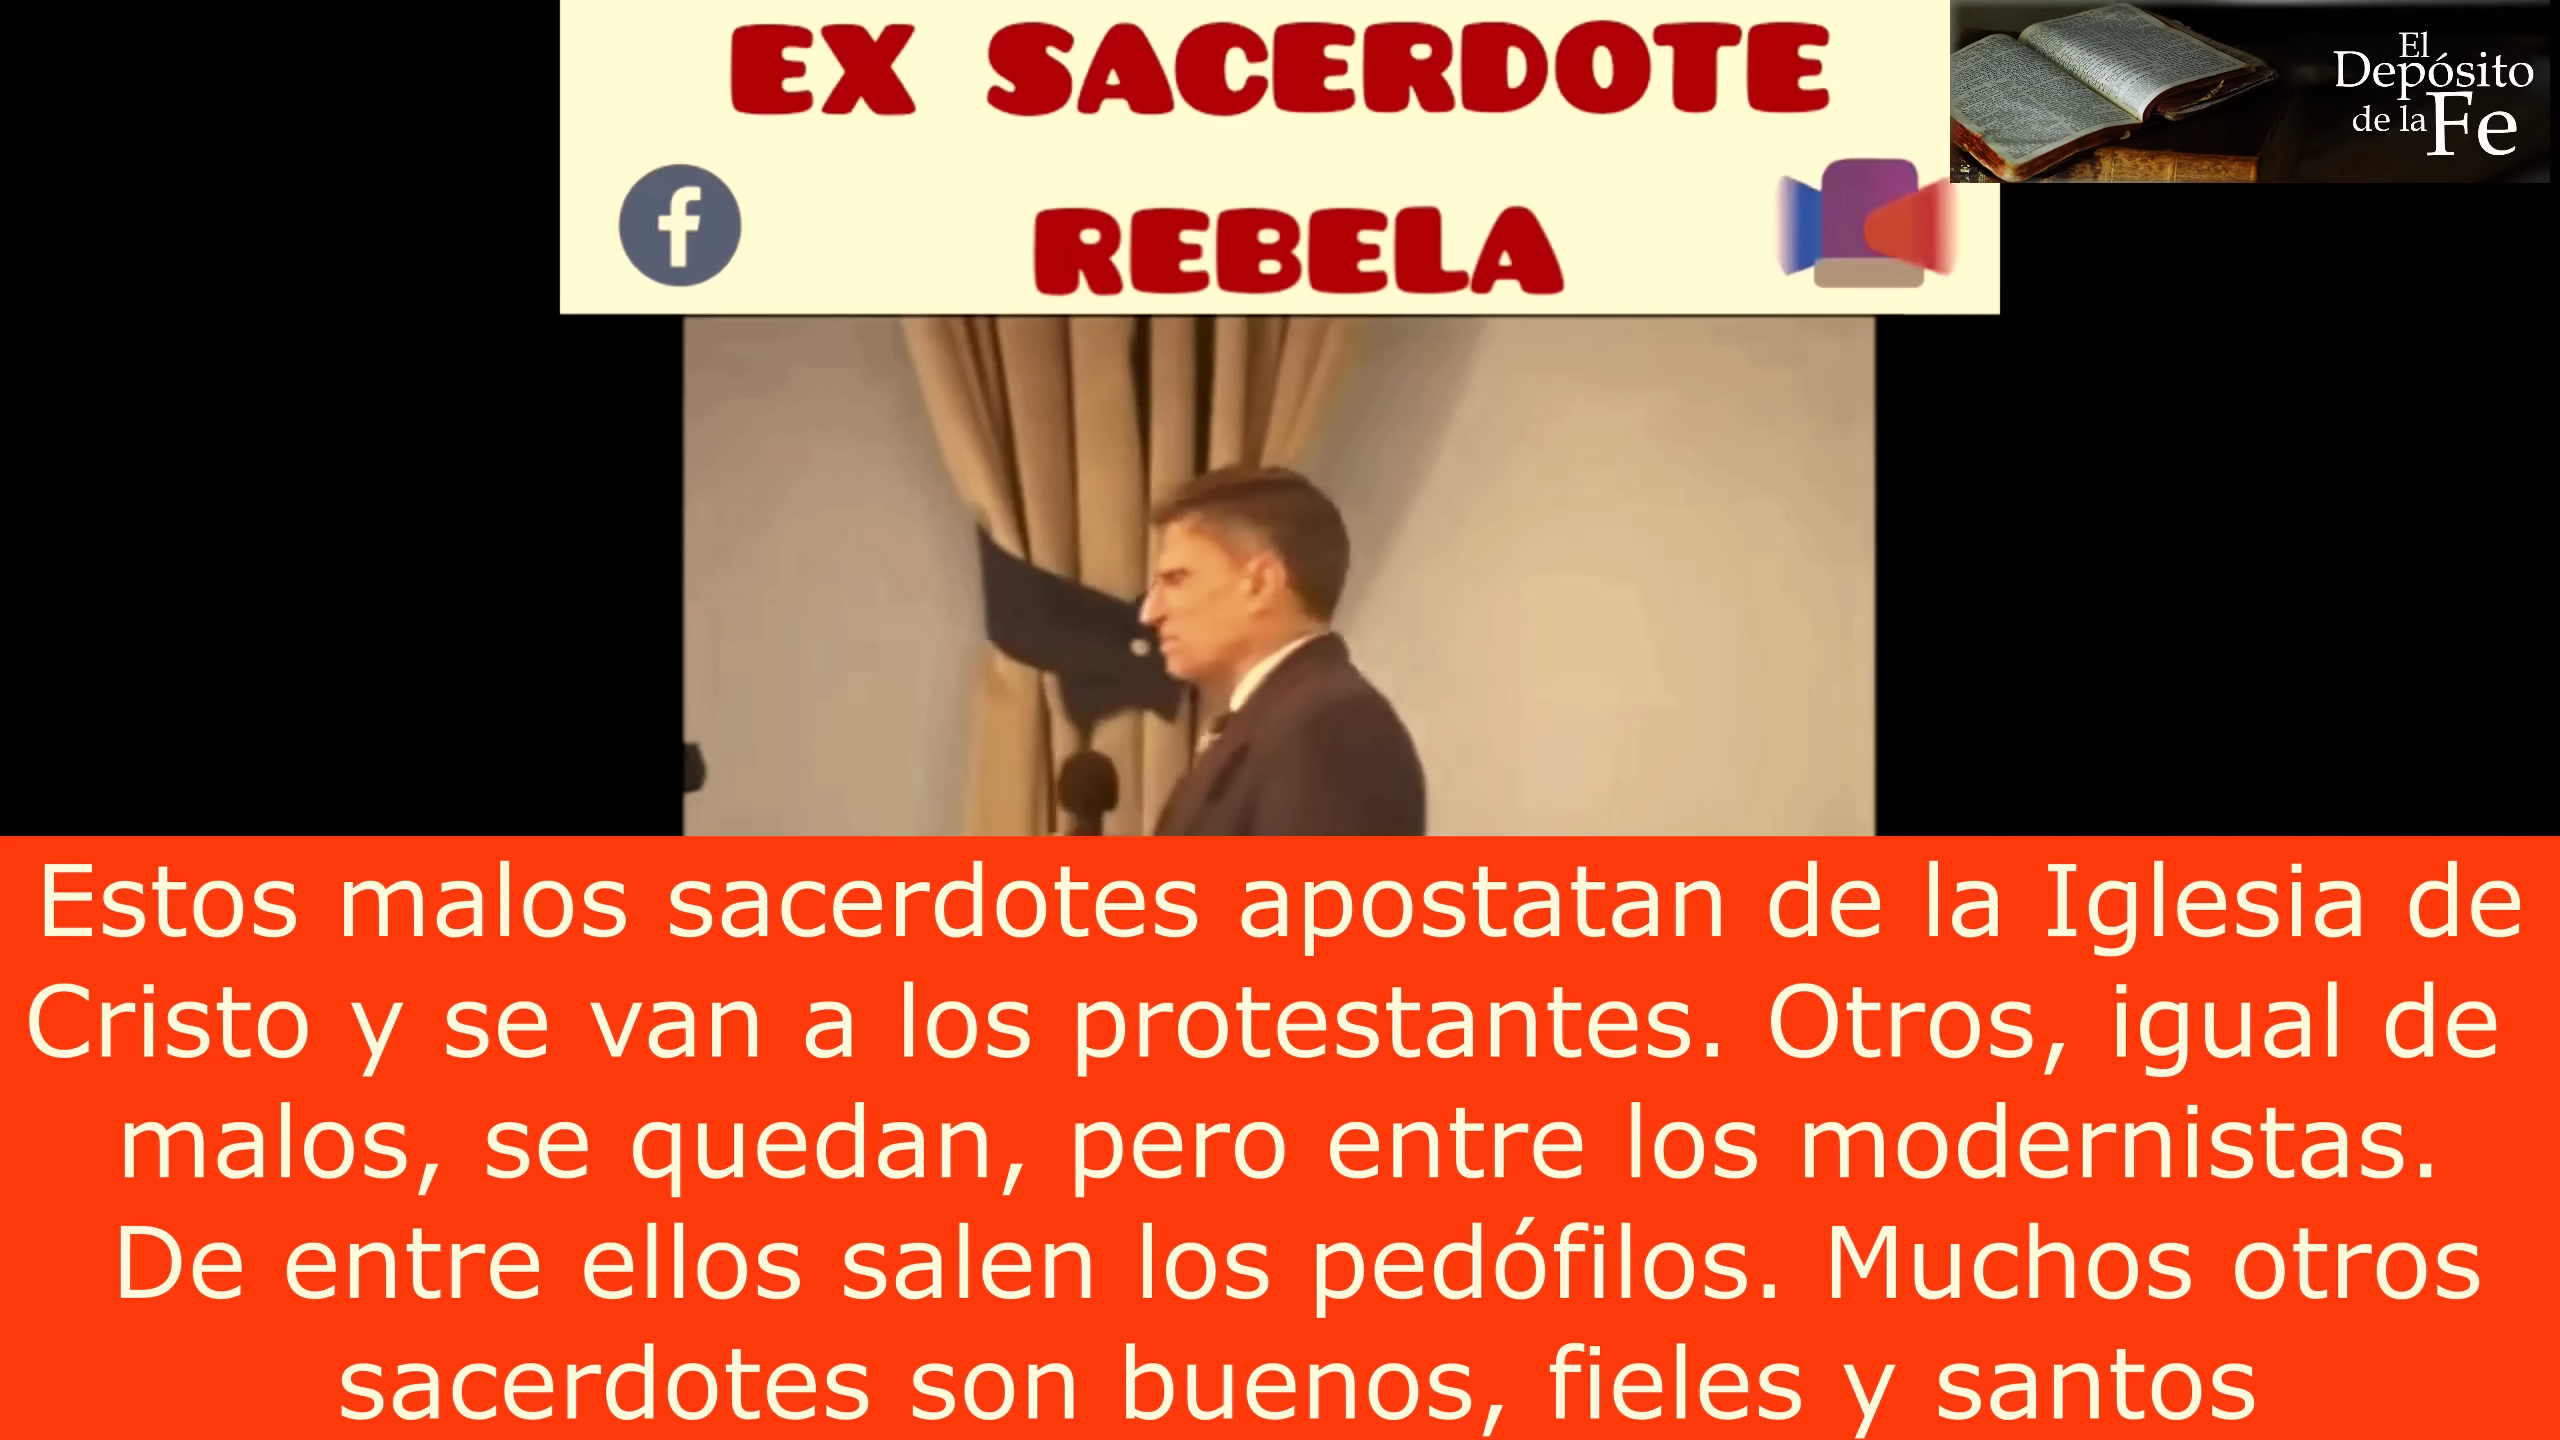 EX SACERDOTE
REBELA
El
Depósito
de la Fe
Estos malos sacerdotes apostatan de la Iglesia de
Cristo y se van a los protestantes. Otros, igual de
malos, se quedan, pero entre los modernistas.
De entre ellos salen los pedófilos. Muchos otros
sacerdotes son buenos, fieles y santos